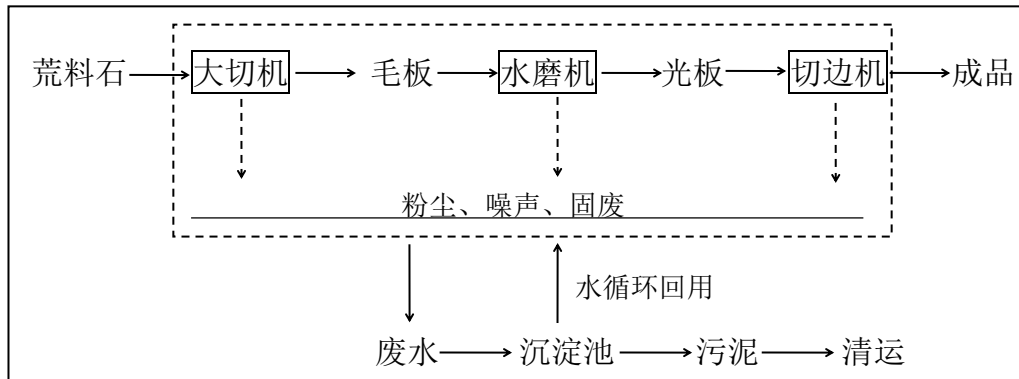 荒料石 大切机 毛板 水磨机 光板 切边机 成品
粉尘、噪声、固废
水循环回用
废水 沉淀池 污泥 清运